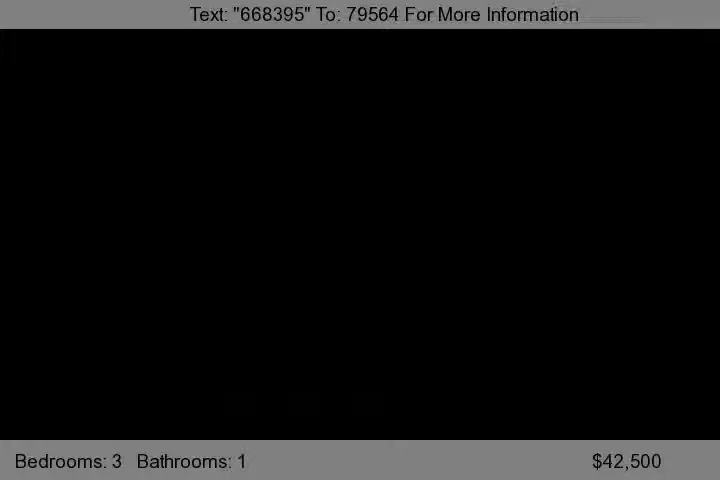 Text: "668395" To: 79564 For More Information
Bedrooms: 3 Bathrooms: 1 $42,500